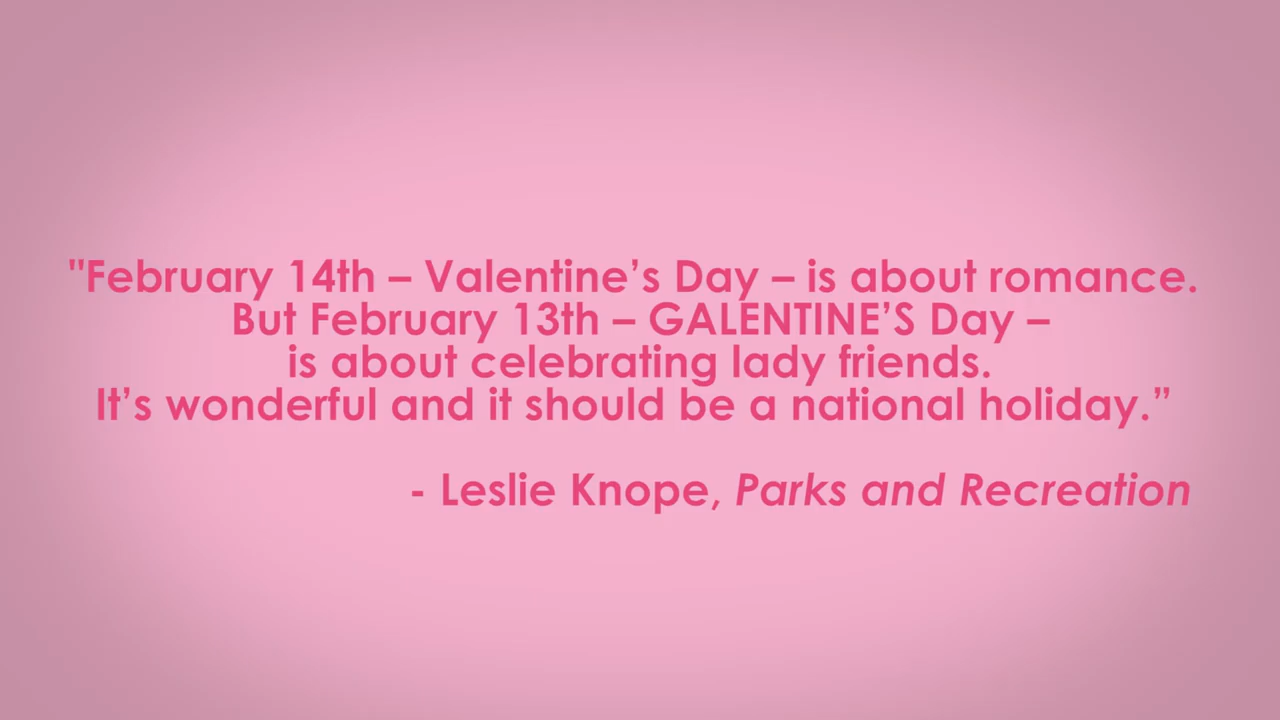 "February 14th – Valentine’s Day – is about romance.
But February 13th – GALENTINE’S Day –
is about celebrating lady friends.
It’s wonderful and it should be a national holiday.”
- Leslie Knope, Parks and Recreation